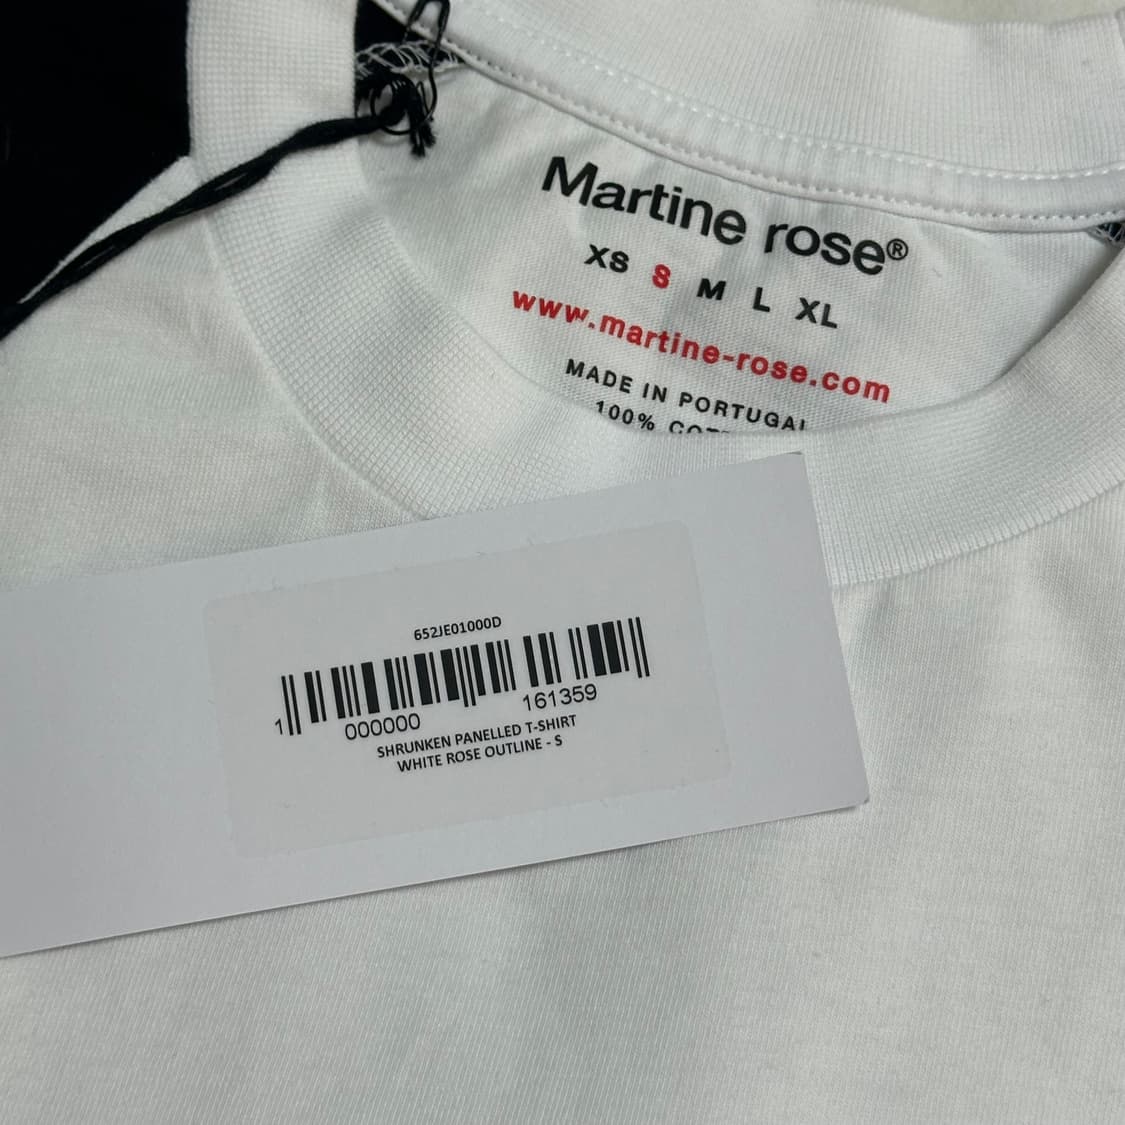 Martine rose®
XS S M L XL
www.martine-rose.com
MADE IN PORTUGAL
100%
652JE01000D
1 000000 161359
SHRUNKEN PANELLED T-SHIRT
WHITE ROSE OUTLINE - S